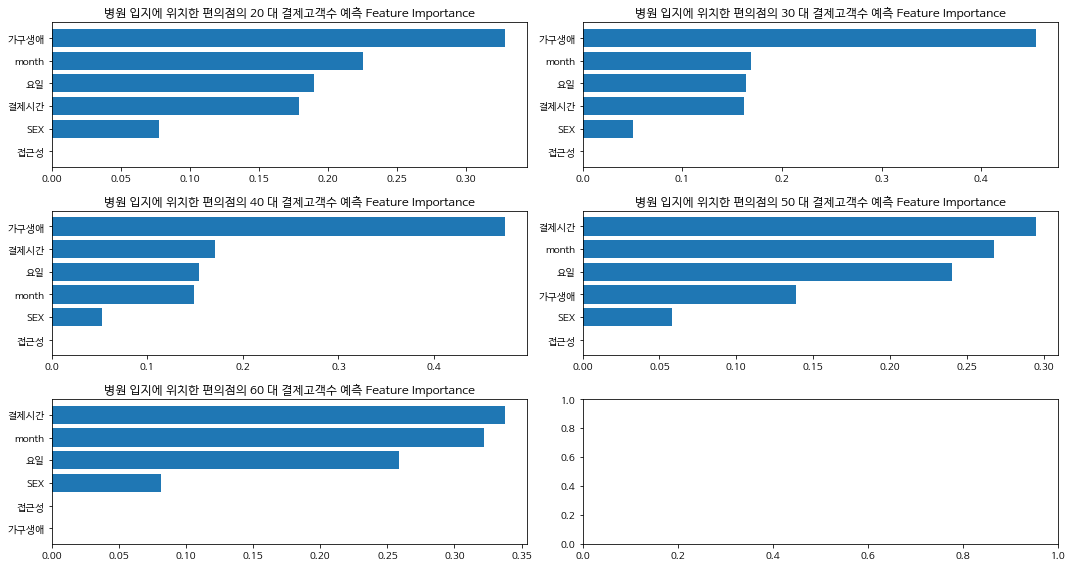 병원 입지에 위치한 편의점의 20 대 결제고객수 예측 Feature Importance
가구생애
month
요일
결제시간
SEX
접근성
0.00 0.05 0.10 0.15 0.20 0.25 0.30
병원 입지에 위치한 편의점의 30 대 결제고객수 예측 Feature Importance
가구생애
month
요일
결제시간
SEX
접근성
0.0 0.1 0.2 0.3 0.4
병원 입지에 위치한 편의점의 40 대 결제고객수 예측 Feature Importance
가구생애
결제시간
요일
month
SEX
접근성
0.0 0.1 0.2 0.3 0.4
병원 입지에 위치한 편의점의 50 대 결제고객수 예측 Feature Importance
결제시간
month
요일
가구생애
SEX
접근성
0.00 0.05 0.10 0.15 0.20 0.25 0.30
병원 입지에 위치한 편의점의 60 대 결제고객수 예측 Feature Importance
결제시간
month
요일
SEX
접근성
가구생애
0.00 0.05 0.10 0.15 0.20 0.25 0.30 0.35
1.0
0.8
0.6
0.4
0.2
0.0
0.0 0.2 0.4 0.6 0.8 1.0